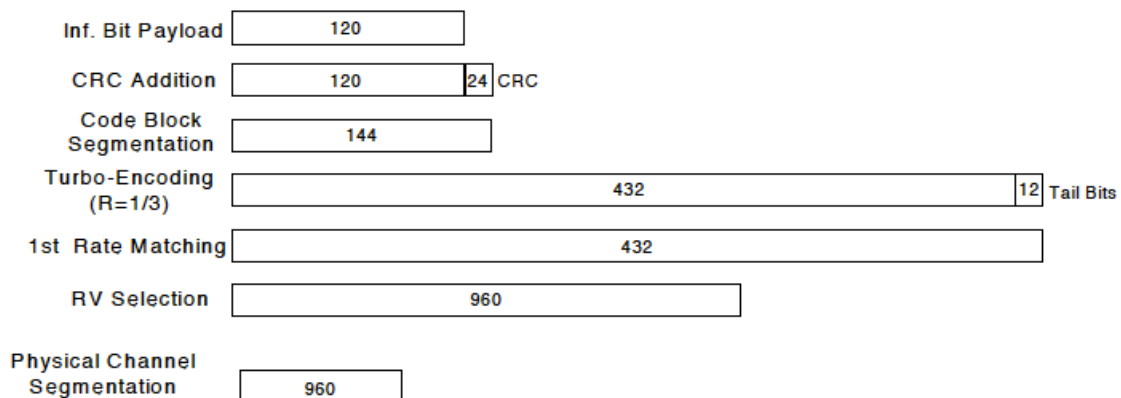 Inf. Bit Payload 120
CRC Addition 120 24 CRC
Code Block
Segmentation 144
Turbo-Encoding
(R=1/3) 432 12 Tail Bits
1st Rate Matching 432
RV Selection 960
Physical Channel
Segmentation 960